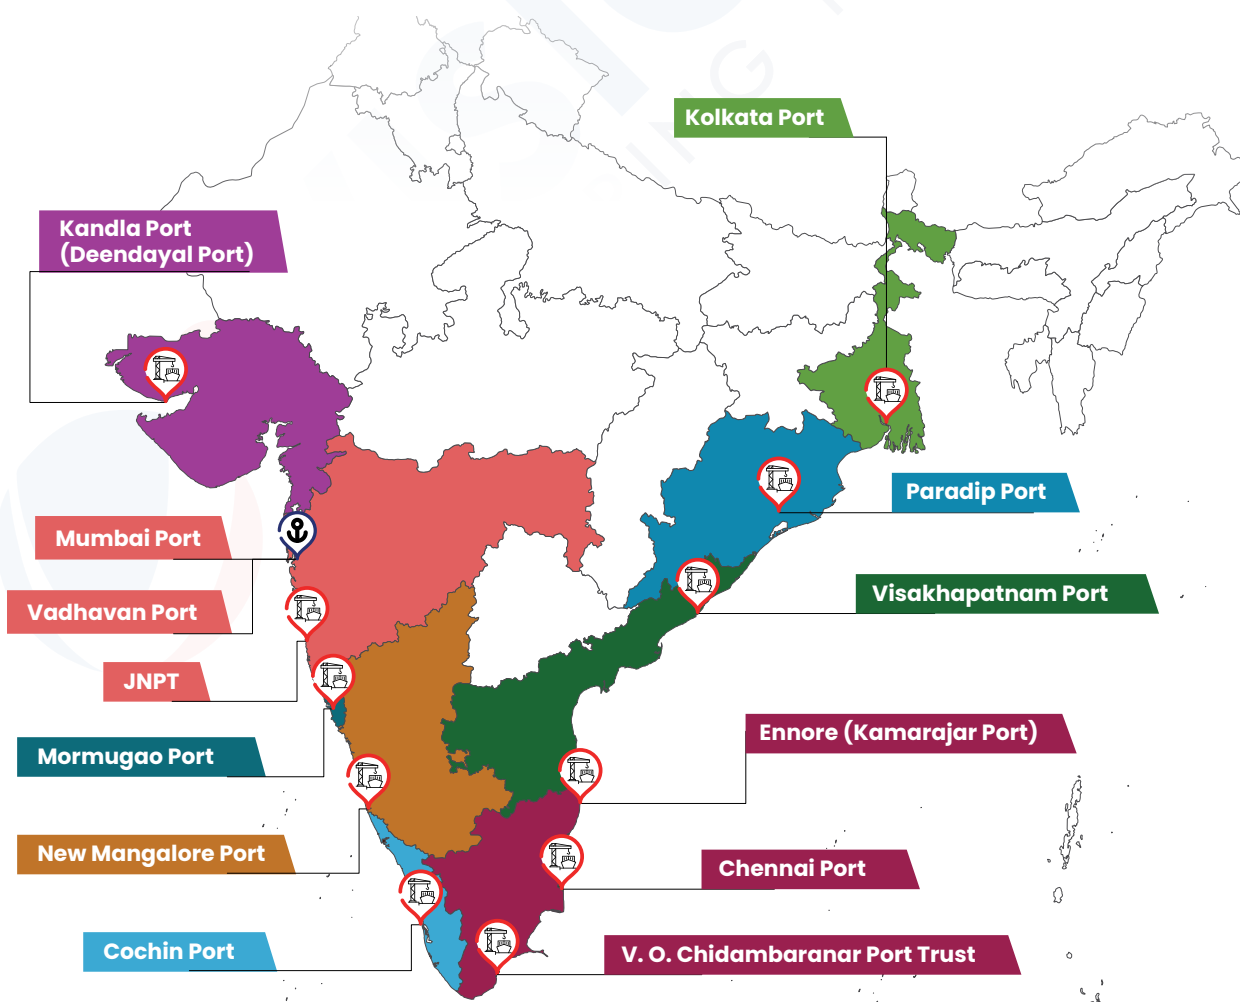 Kolkata Port
Kandla Port
(Deendayal Port)
Paradip Port
Mumbai Port
Visakhapatnam Port
Vadhavan Port
JNPT
Ennore (Kamarajar Port)
Mormugao Port
New Mangalore Port
Chennai Port
Cochin Port
V. O. Chidambaranar Port Trust